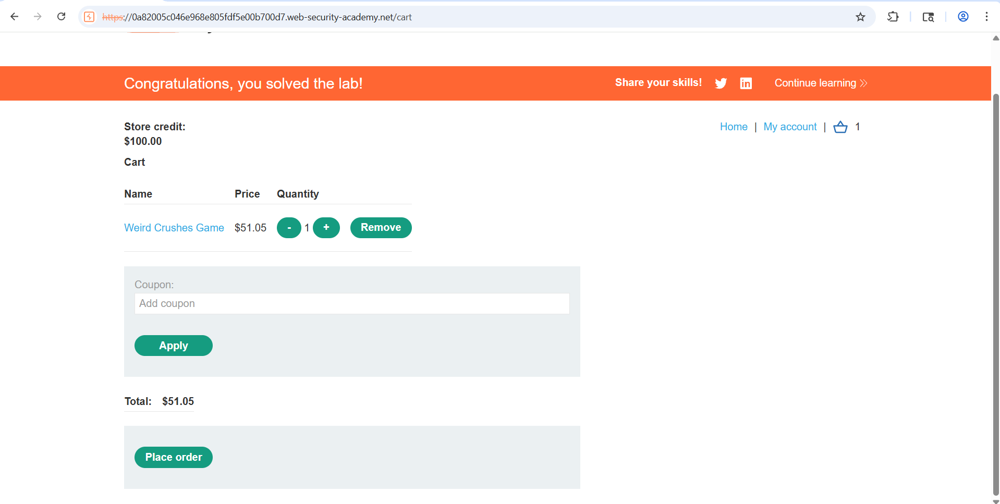 https://0a82005c046e968e805fdf5e00b700d7.web-security-academy.net/cart
Congratulations, you solved the lab!
Share your skills!
Continue learning
Store credit:
$100.00
Home | My account | 1
Cart
Name Price Quantity
Weird Crushes Game $51.05 - 1 + Remove
Coupon:
Add coupon
Apply
Total: $51.05
Place order